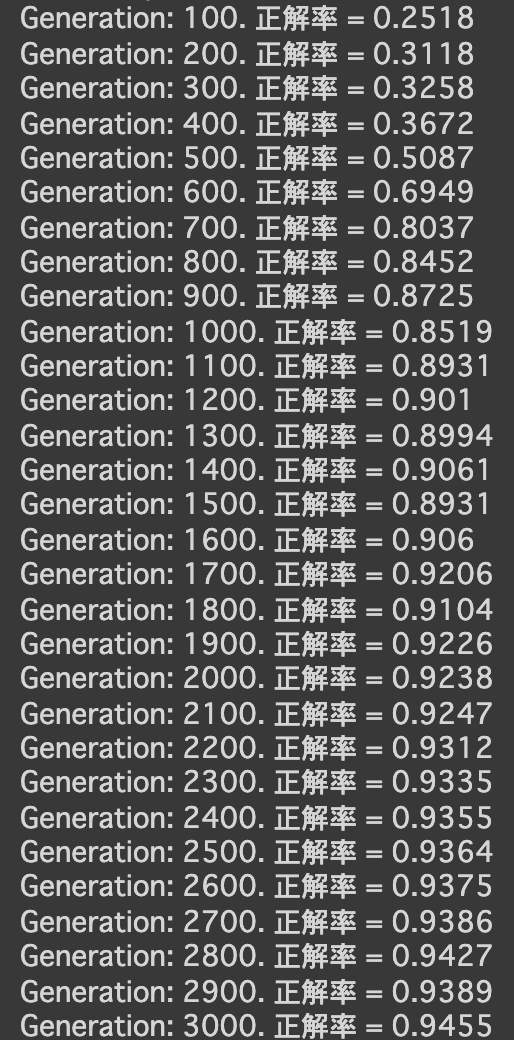 Generation: 100. 正解率 = 0.2518
Generation: 200. 正解率 = 0.3118
Generation: 300. 正解率 = 0.3258
Generation: 400. 正解率 = 0.3672
Generation: 500. 正解率 = 0.5087
Generation: 600. 正解率 = 0.6949
Generation: 700. 正解率 = 0.8037
Generation: 800. 正解率 = 0.8452
Generation: 900. 正解率 = 0.8725
Generation: 1000. 正解率 = 0.8519
Generation: 1100. 正解率 = 0.8931
Generation: 1200. 正解率 = 0.901
Generation: 1300. 正解率 = 0.8994
Generation: 1400. 正解率 = 0.9061
Generation: 1500. 正解率 = 0.8931
Generation: 1600. 正解率 = 0.906
Generation: 1700. 正解率 = 0.9206
Generation: 1800. 正解率 = 0.9104
Generation: 1900. 正解率 = 0.9226
Generation: 2000. 正解率 = 0.9238
Generation: 2100. 正解率 = 0.9247
Generation: 2200. 正解率 = 0.9312
Generation: 2300. 正解率 = 0.9335
Generation: 2400. 正解率 = 0.9355
Generation: 2500. 正解率 = 0.9364
Generation: 2600. 正解率 = 0.9375
Generation: 2700. 正解率 = 0.9386
Generation: 2800. 正解率 = 0.9427
Generation: 2900. 正解率 = 0.9389
Generation: 3000. 正解率 = 0.9455